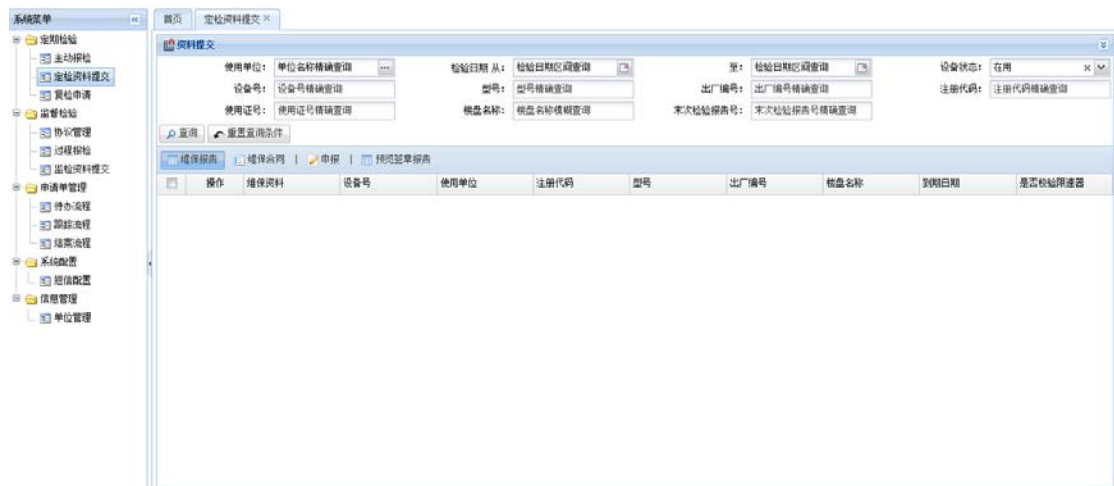 系统菜单
首页
定检资料提交
定期检验
主动报检
定检资料提交
复检申请
监督检验
协议管理
过程报检
监检资料提交
申请单管理
待办流程
跟踪流程
结案流程
系统配置
短信配置
信息管理
单位管理
资料提交
使用单位: 单位名称精确查询 检验日期 从: 检验日期区间查询 至: 检验日期区间查询 设备状态: 在用
设备号: 设备号精确查询 型号: 型号精确查询 出厂编号: 出厂编号精确查询 注册代码: 注册代码精确查询
使用证号: 使用证号精确查询 楼盘名称: 楼盘名称模糊查询 末次检验报告号: 末次检验报告号精确查询
查询 重置查询条件
维保报告 维保合同 | 申报 | 预览签章报告
操作 维保资料 设备号 使用单位 注册代码 型号 出厂编号 楼盘名称 到期日期 是否校验限速器